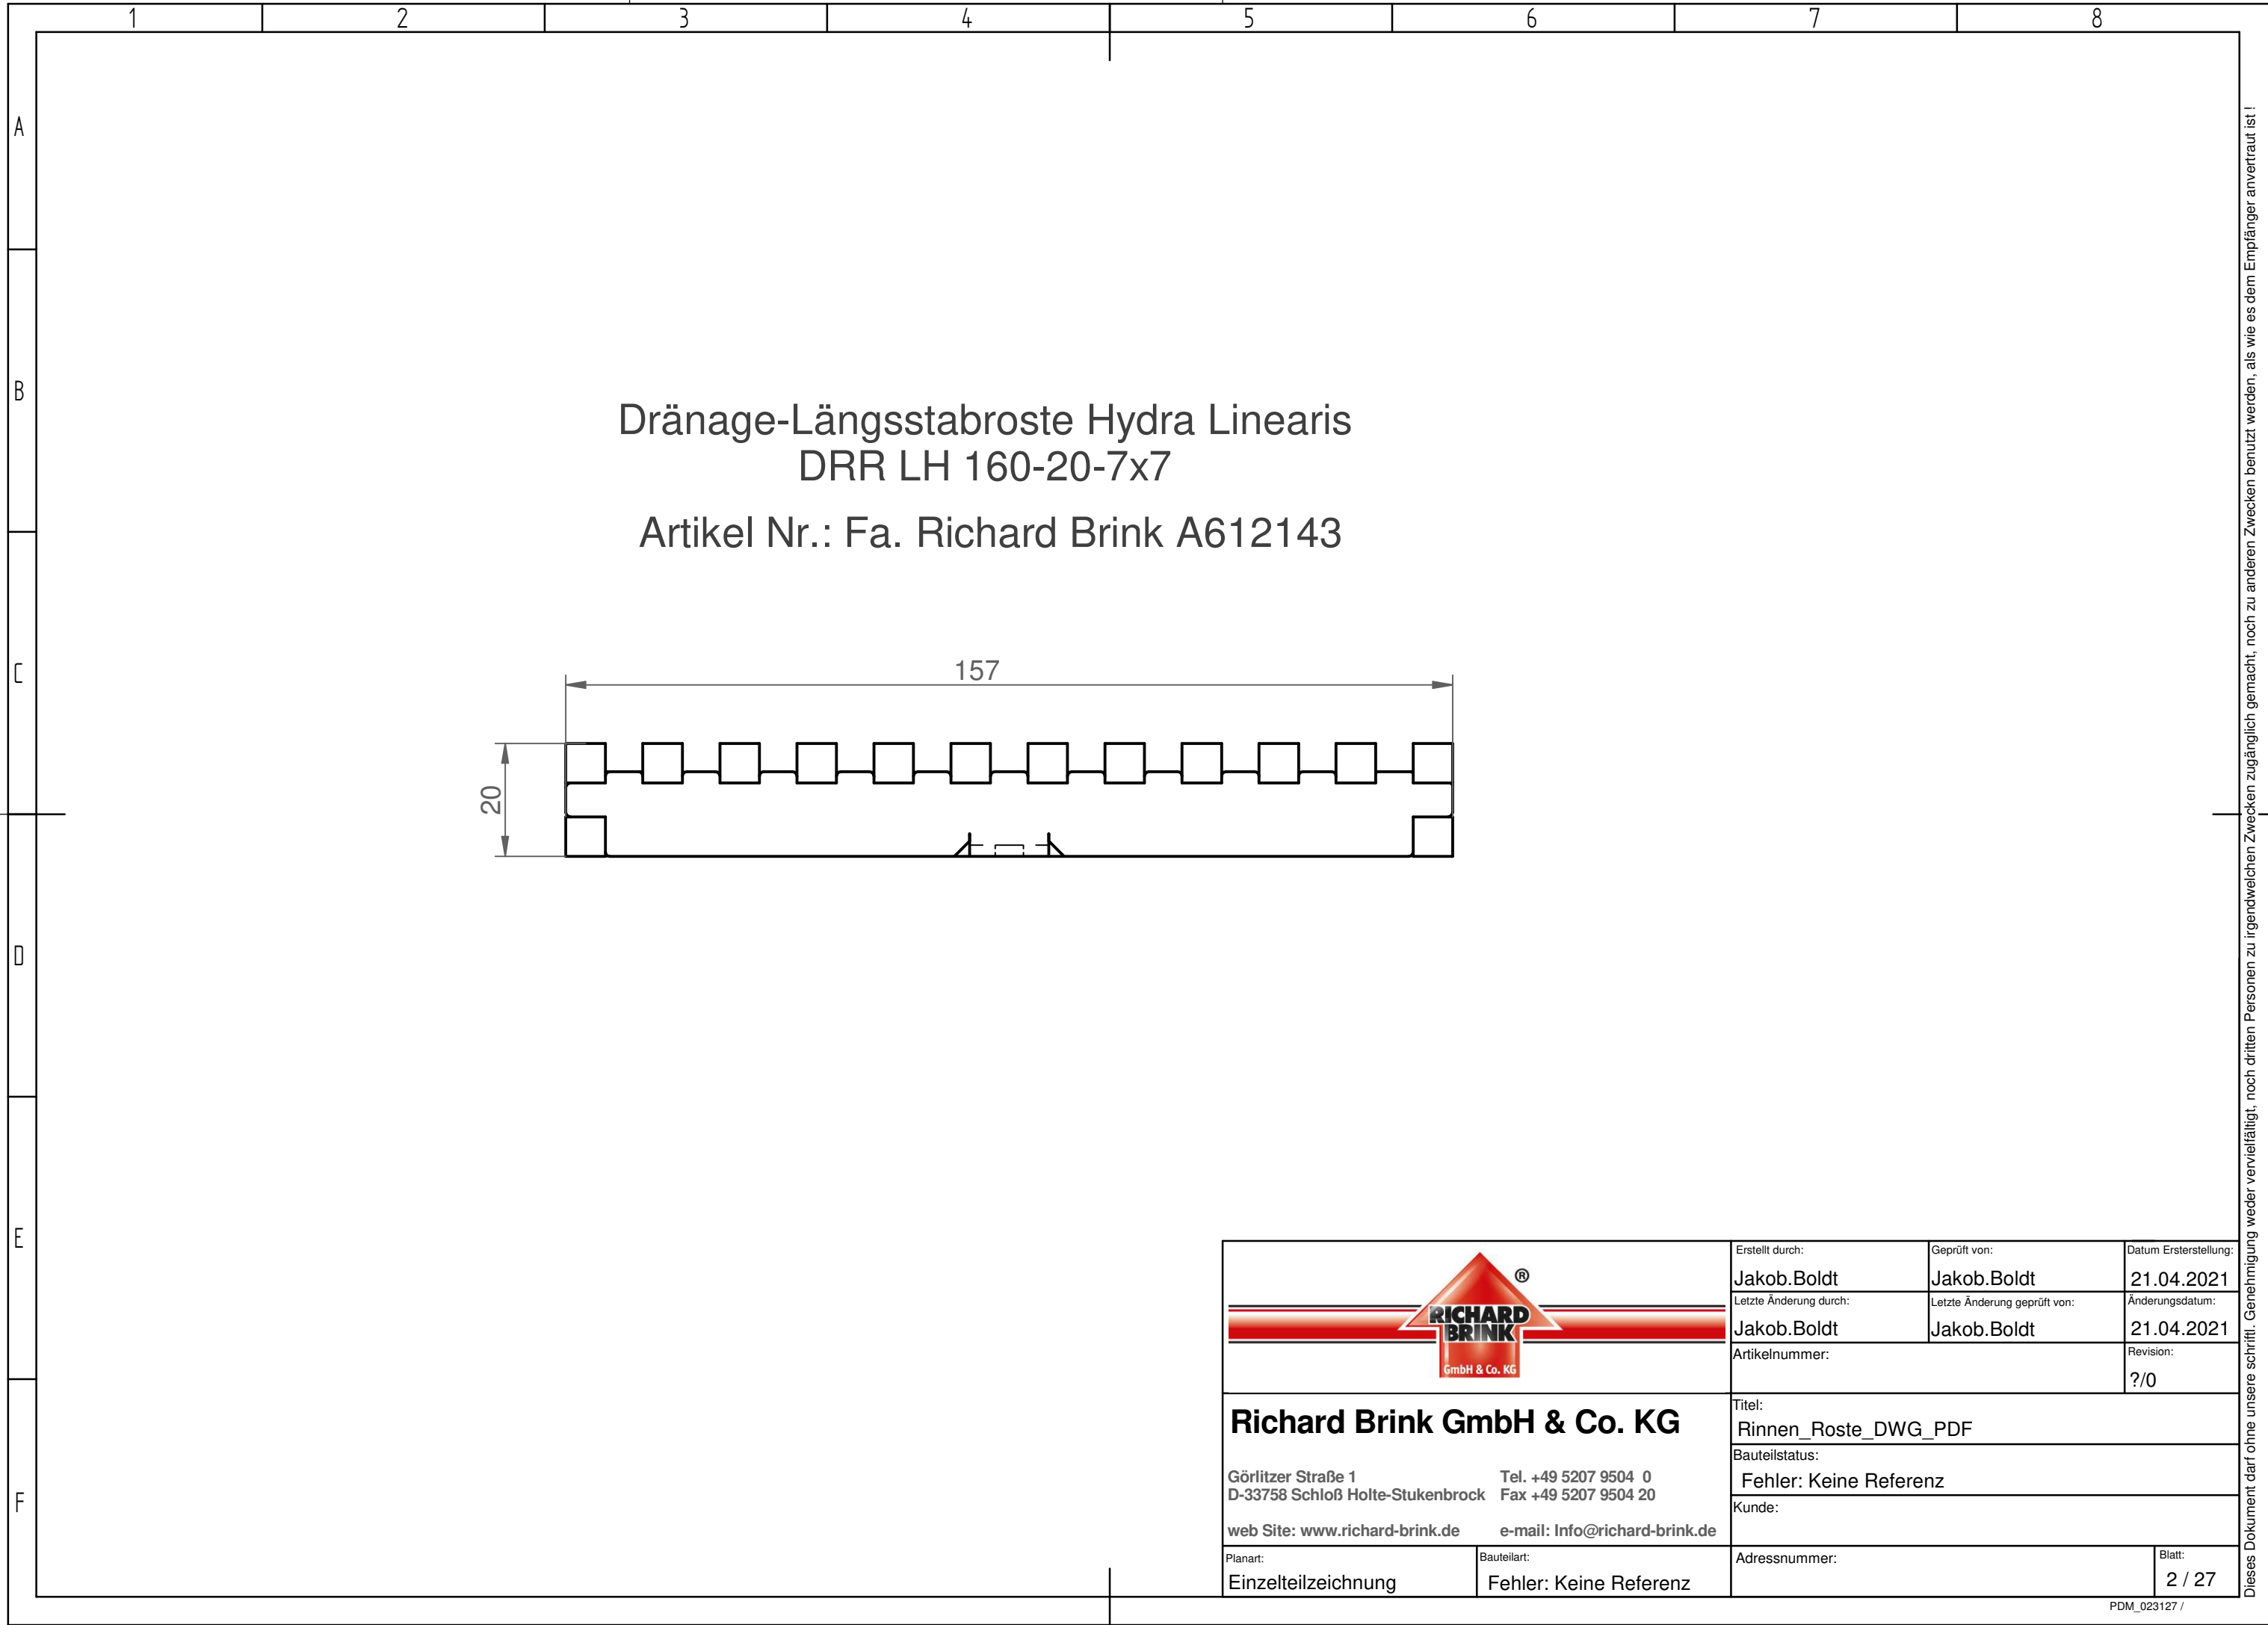 1 2 3 4 5 6 7 8
A
B
C
D
E
F
Dränage-Längsstabroste Hydra Linearis
DRR LH 160-20-7x7
Artikel Nr.: Fa. Richard Brink A612143
157
20
RICHARD
BRINK
®
GmbH & Co. KG
Richard Brink GmbH & Co. KG
Görlitzer Straße 1 Tel. +49 5207 9504 0
D-33758 Schloß Holte-Stukenbrock Fax +49 5207 9504 20
web Site: www.richard-brink.de e-mail: Info@richard-brink.de
Planart: Bauteilart:
Einzelteilzeichnung Fehler: Keine Referenz
Erstellt durch: Geprüft von: Datum Ersterstellung:
Jakob.Boldt Jakob.Boldt 21.04.2021
Letzte Änderung durch: Letzte Änderung geprüft von: Änderungsdatum:
Jakob.Boldt Jakob.Boldt 21.04.2021
Artikelnummer: Revision:
?/0
Titel:
Rinnen_Roste_DWG_PDF
Bauteilstatus:
Fehler: Keine Referenz
Kunde:
Adressnummer: Blatt:
2 / 27
PDM_023127 /
Dieses Dokument darf ohne unsere schriftl. Genehmigung weder vervielfältigt, noch dritten Personen zu irgendwelchen Zwecken zugänglich gemacht, noch zu anderen Zwecken benutzt werden, als wie es dem Empfänger anvertraut ist !